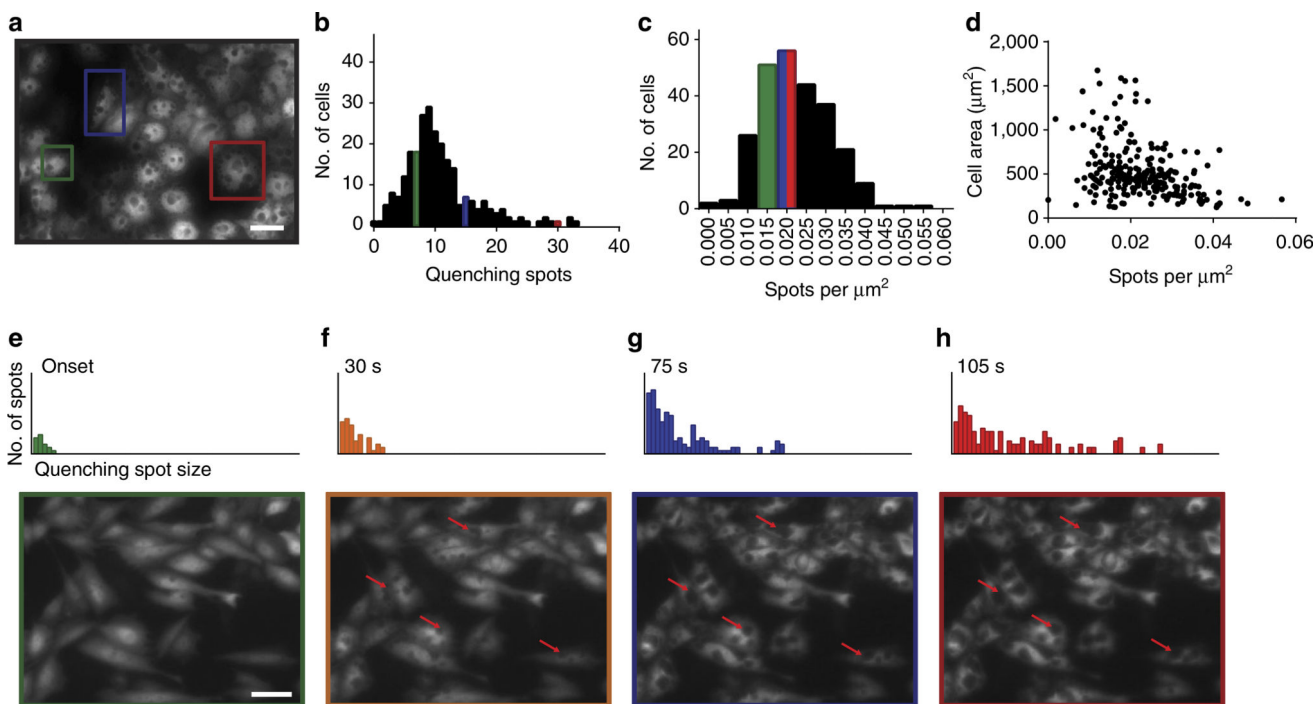 a
b
40
30
20
10
0
No. of cells
0 10 20 30 40
Quenching spots
c
60
40
20
0
No. of cells
0.000 0.005 0.010 0.015 0.020 0.025 0.030 0.035 0.040 0.045 0.050 0.055 0.060
Spots per μm²
d
2,000
1,500
1,000
500
0
Cell area (μm²)
0.00 0.02 0.04 0.06
Spots per μm²
e
Onset
No. of spots
Quenching spot size
f
30 s
g
75 s
h
105 s